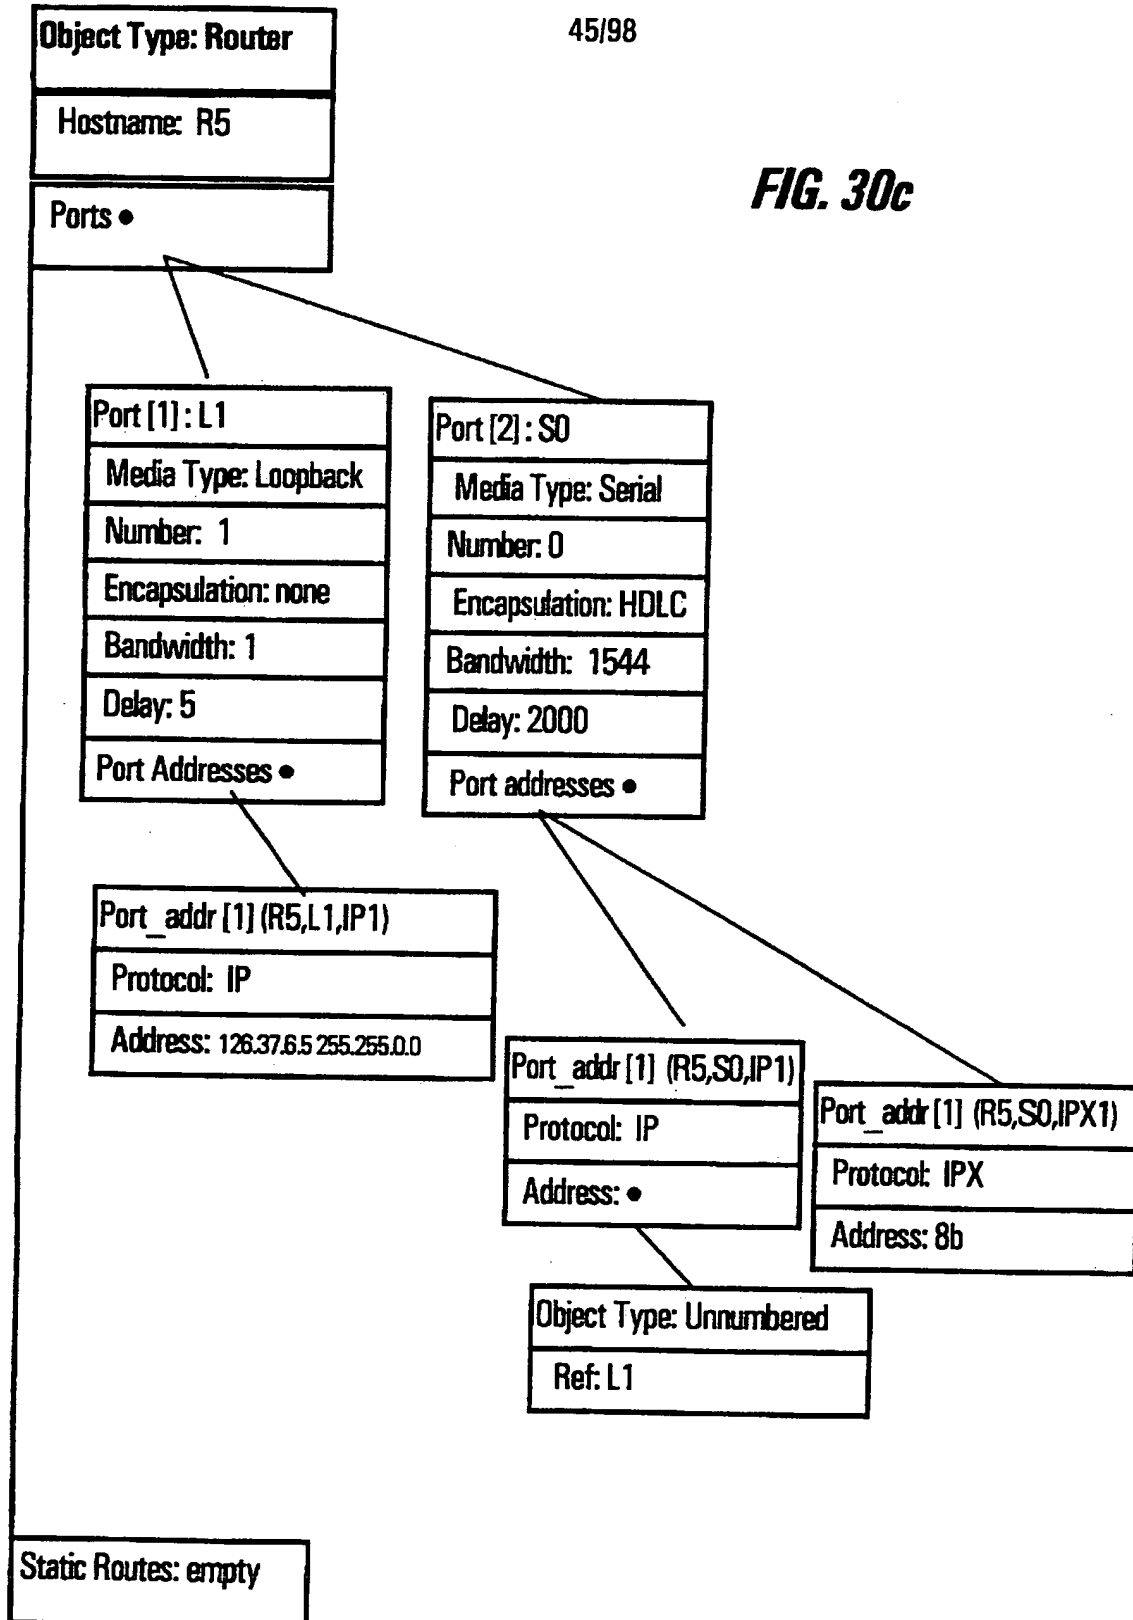 45/98
Object Type: Router
Hostname: R5
Ports •
FIG. 30c
Port [1] : L1
Media Type: Loopback
Number: 1
Encapsulation: none
Bandwidth: 1
Delay: 5
Port Addresses •
Port [2] : S0
Media Type: Serial
Number: 0
Encapsulation: HDLC
Bandwidth: 1544
Delay: 2000
Port addresses •
Port_addr [1] (R5,L1,IP1)
Protocol: IP
Address: 126.37.6.5 255.255.0.0
Port_addr [1] (R5,S0,IP1)
Protocol: IP
Address: •
Port_addr [1] (R5,S0,IPX1)
Protocol: IPX
Address: 8b
Object Type: Unnumbered
Ref: L1
Static Routes: empty